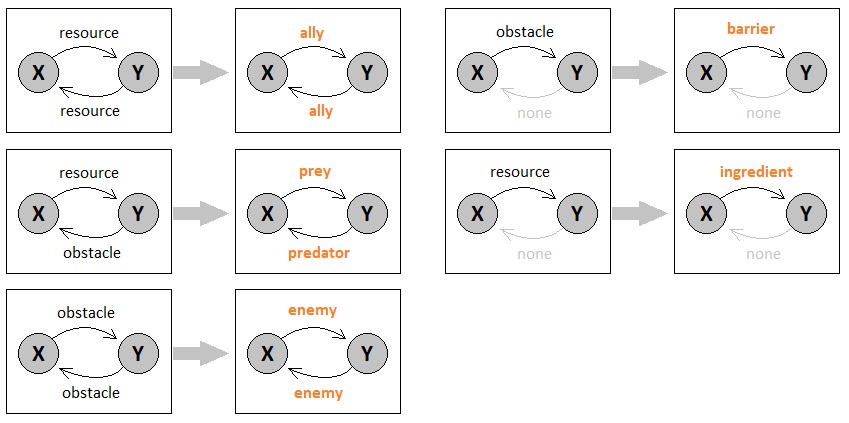 resource
X Y
resource
ally
X Y
ally
obstacle
X Y
none
barrier
X Y
none
resource
X Y
obstacle
prey
X Y
predator
resource
X Y
none
ingredient
X Y
none
obstacle
X Y
obstacle
enemy
X Y
enemy